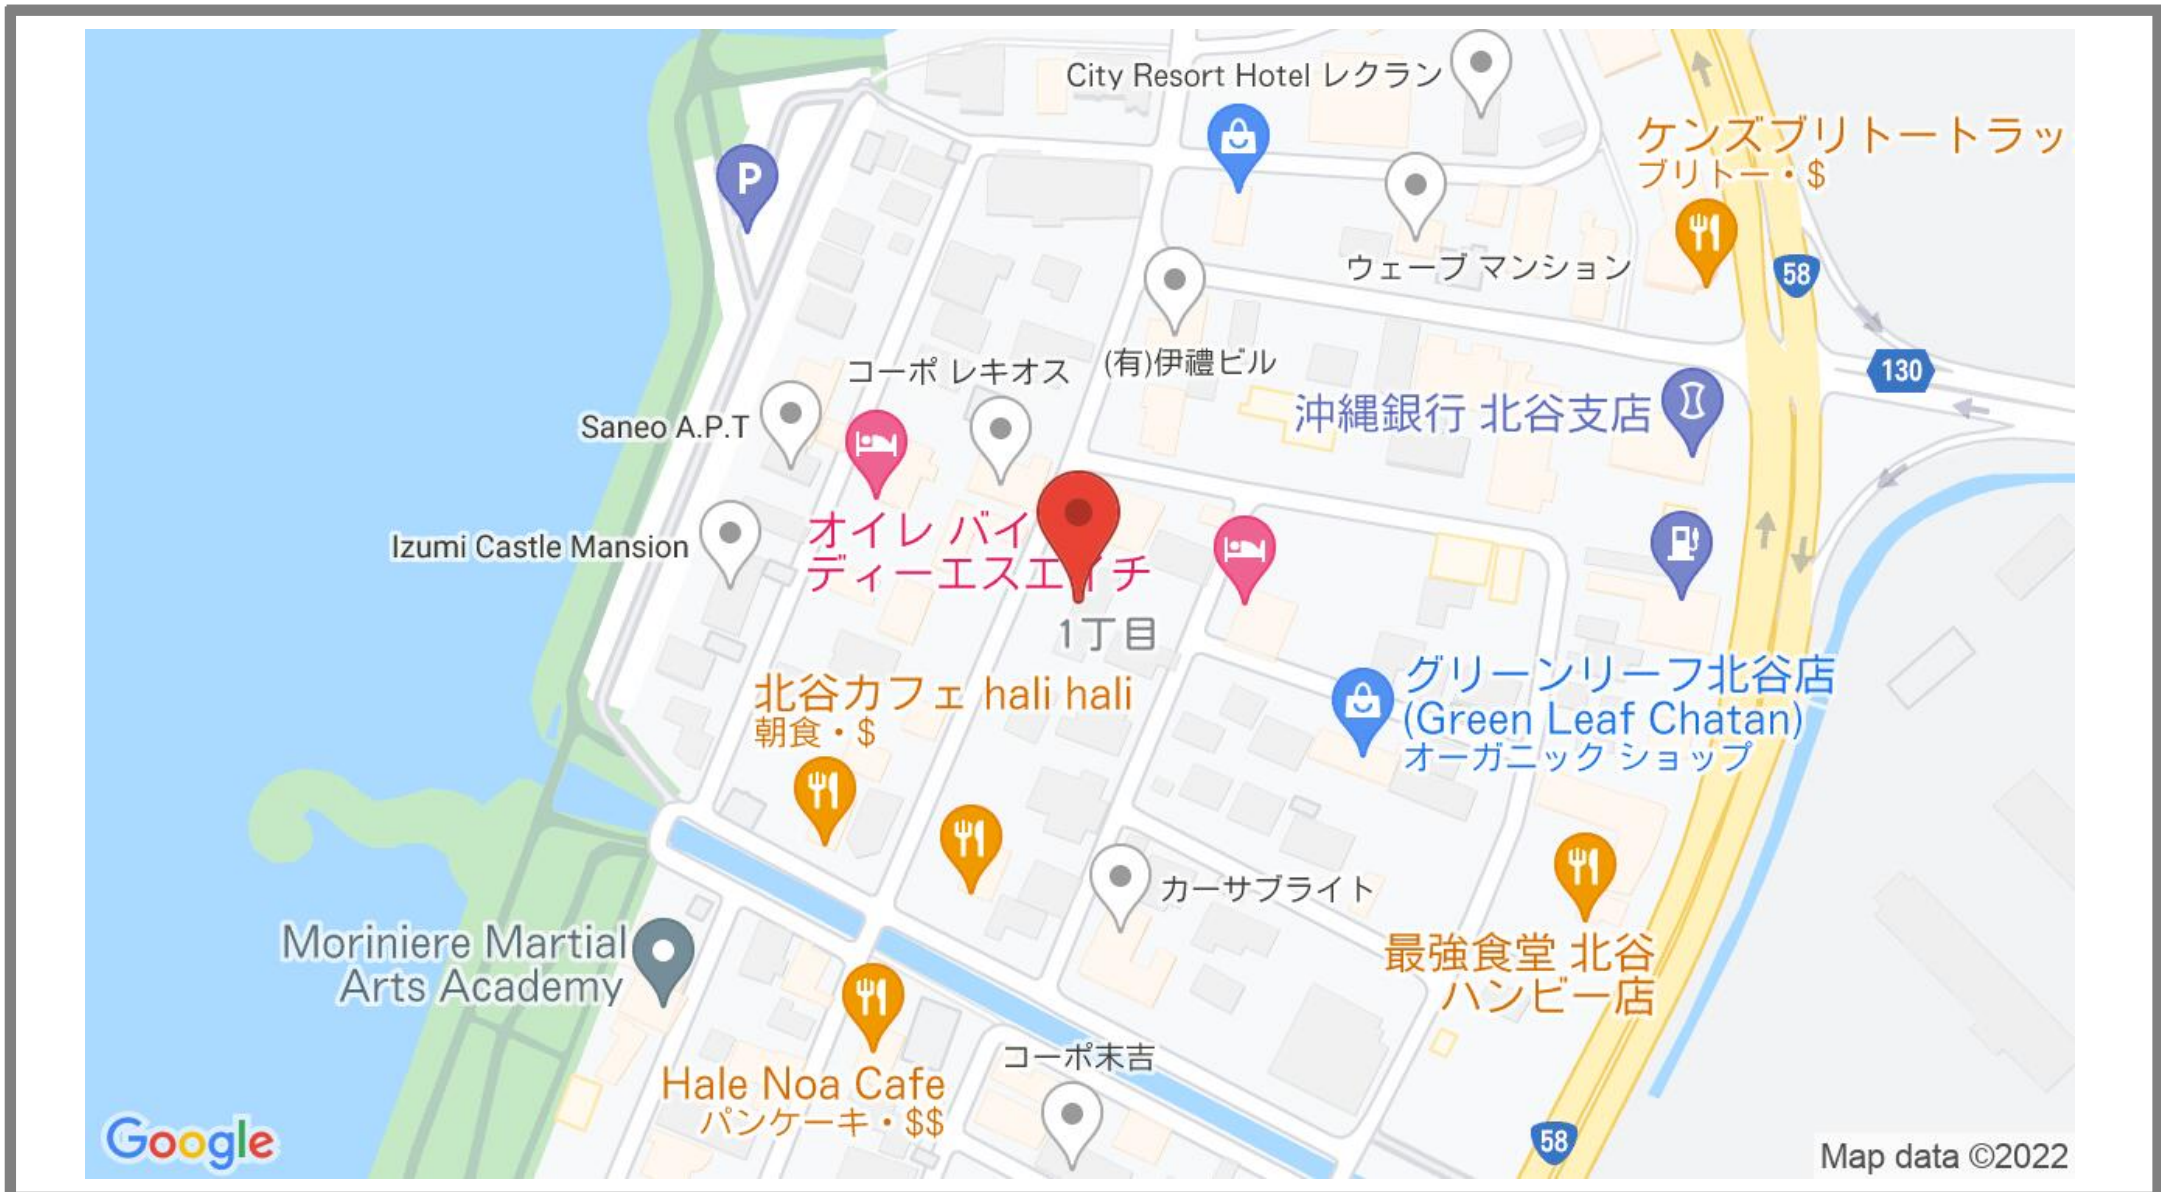 City Resort Hotel レクラン
ケンズブリトートラッ
ブリトー・$
P
ウェーブ マンション
58
コーポ レキオス
(有)伊禮ビル
130
Saneo A.P.T
沖縄銀行 北谷支店
オイレ バイ
ディーエスエイチ
Izumi Castle Mansion
1丁目
北谷カフェ hali hali
朝食・$
グリーンリーフ北谷店
(Green Leaf Chatan)
オーガニック ショップ
カーサブライト
Moriniere Martial
Arts Academy
最強食堂 北谷
ハンビー店
コーポ末吉
Hale Noa Cafe
パンケーキ・$$
58
Google
Map data ©2022